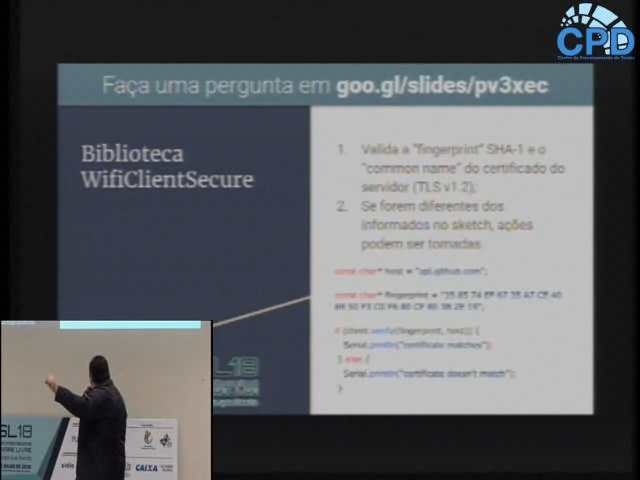 CPD
Faça uma pergunta em goo.gl/slides/pv3xec
Biblioteca
WifiClientSecure
1. Valida a "fingerprint" SHA-1 e o
"common name" do certificado do
servidor (TLS v1.2);
2. Se forem diferentes dos
informados no sketch, ações
podem ser tomadas.
const char* host = "api.github.com";
const char* fingerprint =
if (client.verify(fingerprint, host)) {
Serial.println("certificate matches");
} else {
Serial.println("certificate doesn't match");
}
SL18
CAIXA